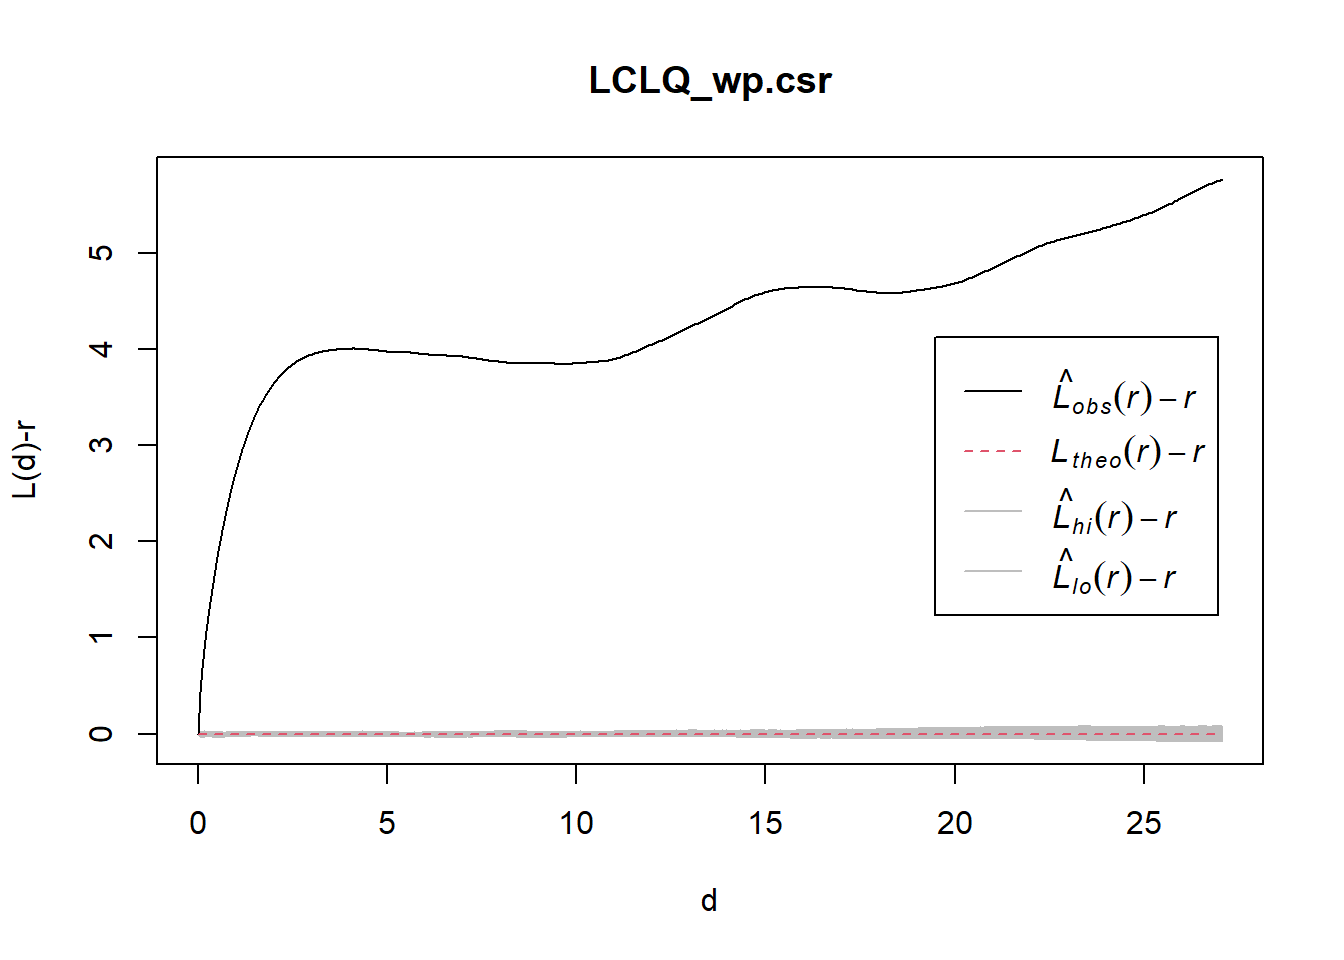 LCLQ_wp.csr
L(d)-r
5
4
3
2
1
0
L̂obs(r) − r
Ltheo(r) − r
L̂hi(r) − r
L̂lo(r) − r
0 5 10 15 20 25
d